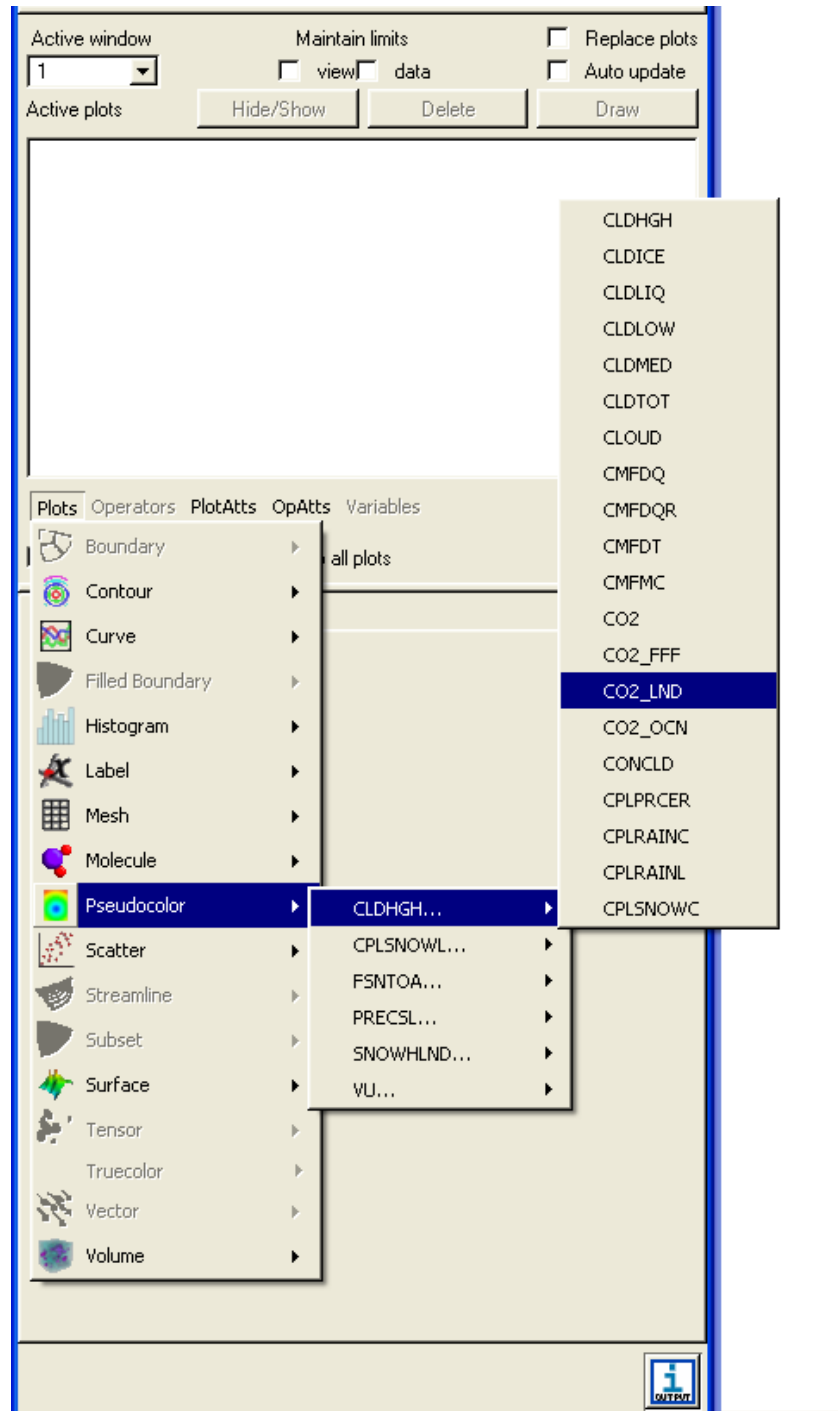 Active window Maintain limits Replace plots
1 view data Auto update
Active plots Hide/Show Delete Draw
Plots Operators PlotAtts OpAtts Variables
all plots
Boundary
Contour
Curve
Filled Boundary
Histogram
Label
Mesh
Molecule
Pseudocolor
Scatter
Streamline
Subset
Surface
Tensor
Truecolor
Vector
Volume
CLDHGH...
CPLSNOWL...
FSNTOA...
PRECSL...
SNOWHLND...
VU...
CLDHGH
CLDICE
CLDLIQ
CLDLOW
CLDMED
CLDTOT
CLOUD
CMFDQ
CMFDQR
CMFDT
CMFMC
CO2
CO2_FFF
CO2_LND
CO2_OCN
CONCLD
CPLPRCER
CPLRAINC
CPLRAINL
CPLSNOWC
i
OUTPUT